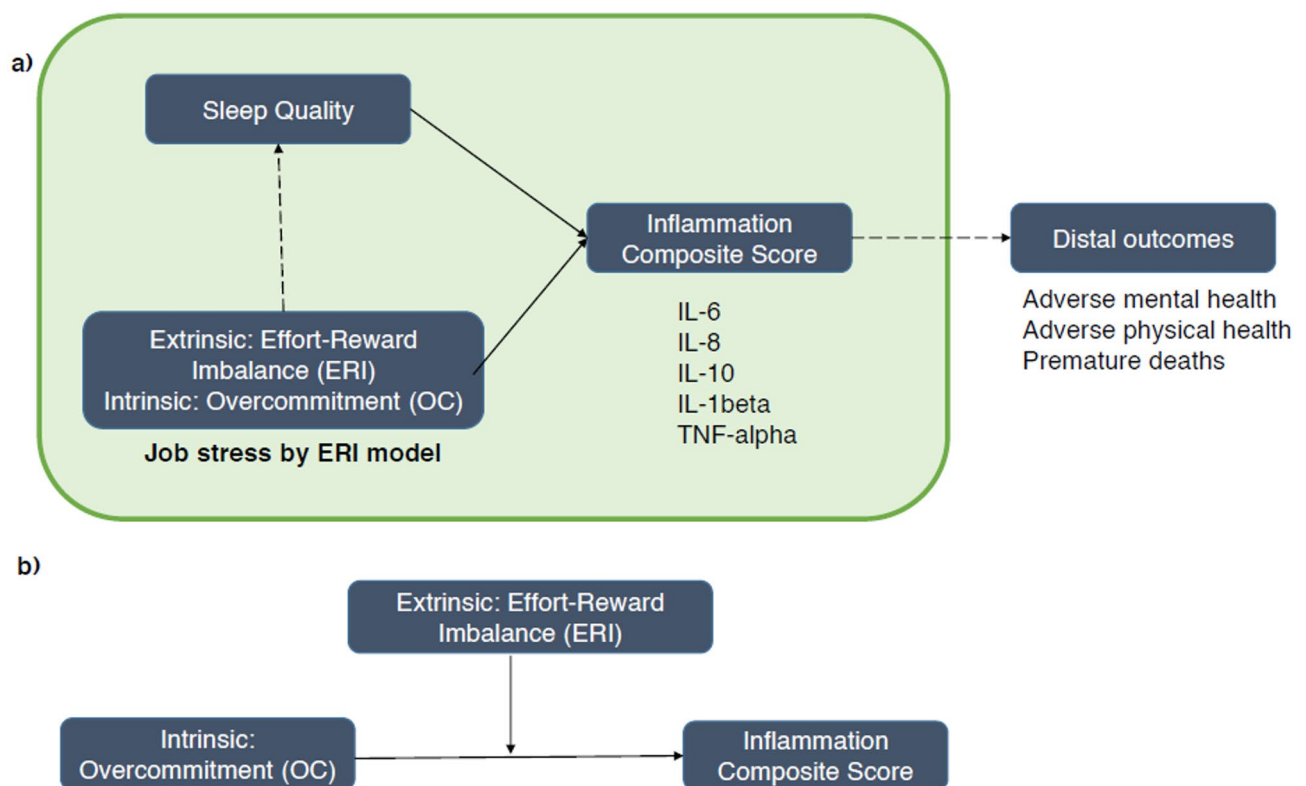 a)
Sleep Quality
Inflammation
Composite Score
Distal outcomes
IL-6
IL-8
IL-10
IL-1beta
TNF-alpha
Adverse mental health
Adverse physical health
Premature deaths
Extrinsic: Effort-Reward
Imbalance (ERI)
Intrinsic: Overcommitment (OC)
Job stress by ERI model
b)
Extrinsic: Effort-Reward
Imbalance (ERI)
Intrinsic:
Overcommitment (OC)
Inflammation
Composite Score